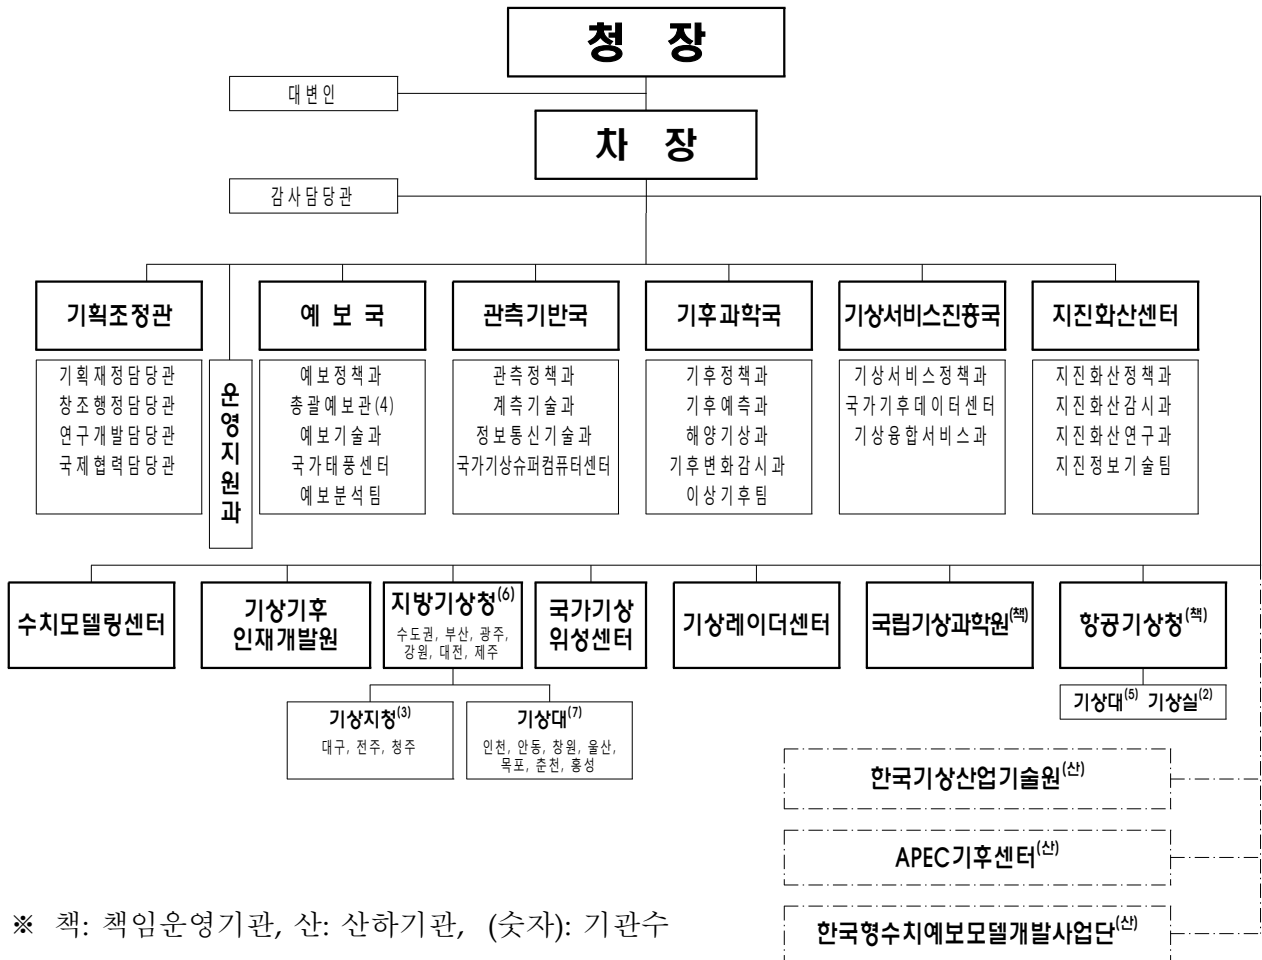 청 장
대변인
차 장
감사담당관
기획조정관
기획재정담당관
창조행정담당관
연구개발담당관
국제협력담당관
운영지원과
예 보 국
예보정책과
총괄예보관(4)
예보기술과
국가태풍센터
예보분석팀
관측기반국
관측정책과
계측기술과
정보통신기술과
국가기상슈퍼컴퓨터센터
기후과학국
기후정책과
기후예측과
해양기상과
기후변화감시과
이상기후팀
기상서비스진흥국
기상서비스정책과
국가기후데이터센터
기상융합서비스과
지진화산센터
지진화산정책과
지진화산감시과
지진화산연구과
지진정보기술팀
수치모델링센터
기상기후
인재개발원
지방기상청(6)
수도권, 부산, 광주,
강원, 대전, 제주
기상지청(3)
대구, 전주, 청주
기상대(7)
인천, 안동, 창원, 울산,
목포, 춘천, 홍성
국가기상
위성센터
기상레이더센터
국립기상과학원(책)
항공기상청(책)
기상대(5) 기상실(2)
한국기상산업기술원(산)
APEC기후센터(산)
한국형수치예보모델개발사업단(산)
※ 책: 책임운영기관, 산: 산하기관, (숫자): 기관수